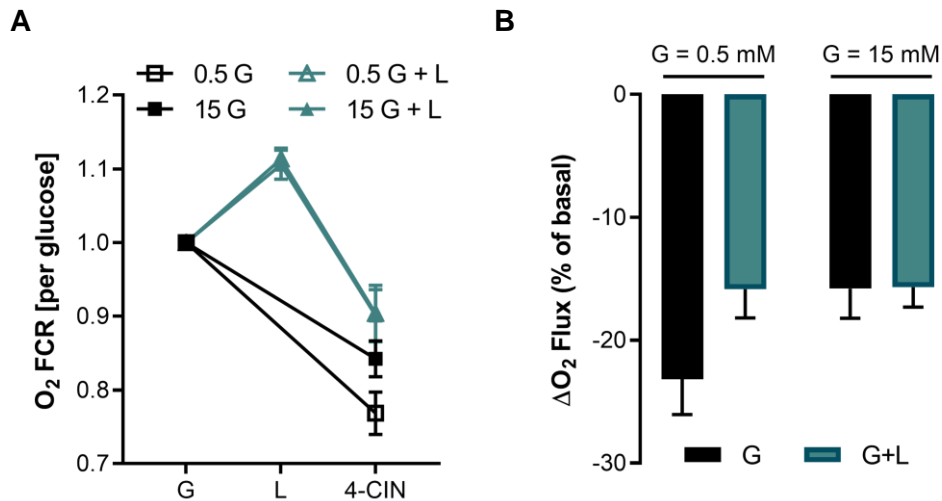 A
0.5 G 0.5 G + L
15 G 15 G + L
O₂ FCR [per glucose]
1.2
1.1
1.0
0.9
0.8
0.7
G L 4-CIN
B
G = 0.5 mM G = 15 mM
ΔO₂ Flux (% of basal)
0
-10
-20
-30
G G+L